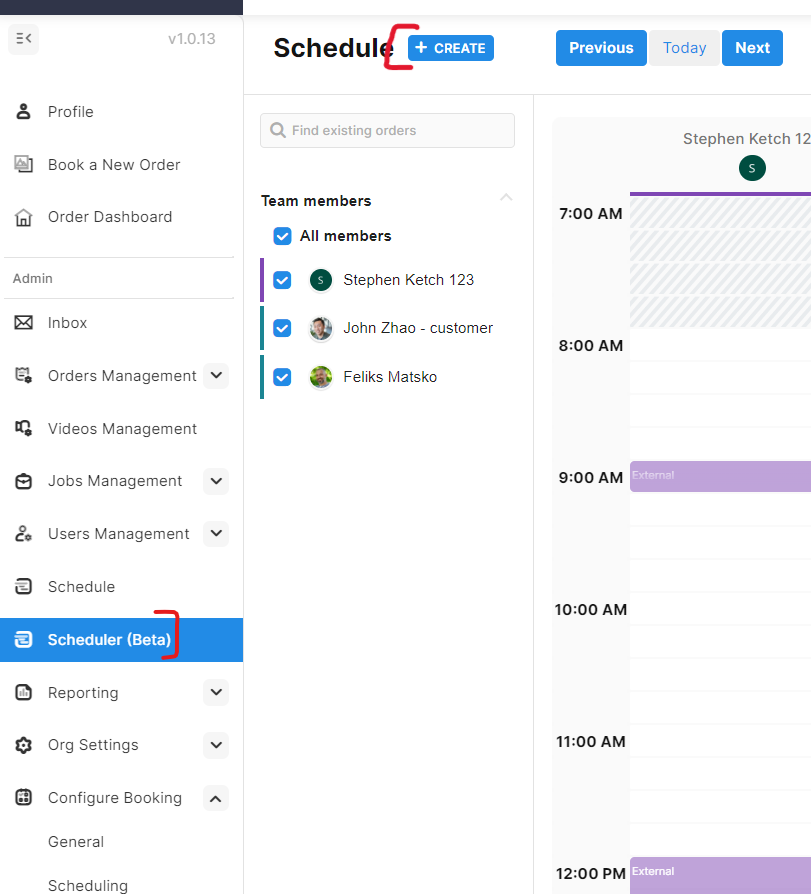 v1.0.13
Profile
Book a New Order
Order Dashboard
Admin
Inbox
Orders Management
Videos Management
Jobs Management
Users Management
Schedule
Scheduler (Beta)
Reporting
Org Settings
Configure Booking
General
Scheduling
Schedule
+ CREATE
Previous
Today
Next
Find existing orders
Team members
All members
S Stephen Ketch 123
John Zhao - customer
Feliks Matsko
Stephen Ketch 12
S
7:00 AM
8:00 AM
9:00 AM
External
10:00 AM
11:00 AM
12:00 PM
External